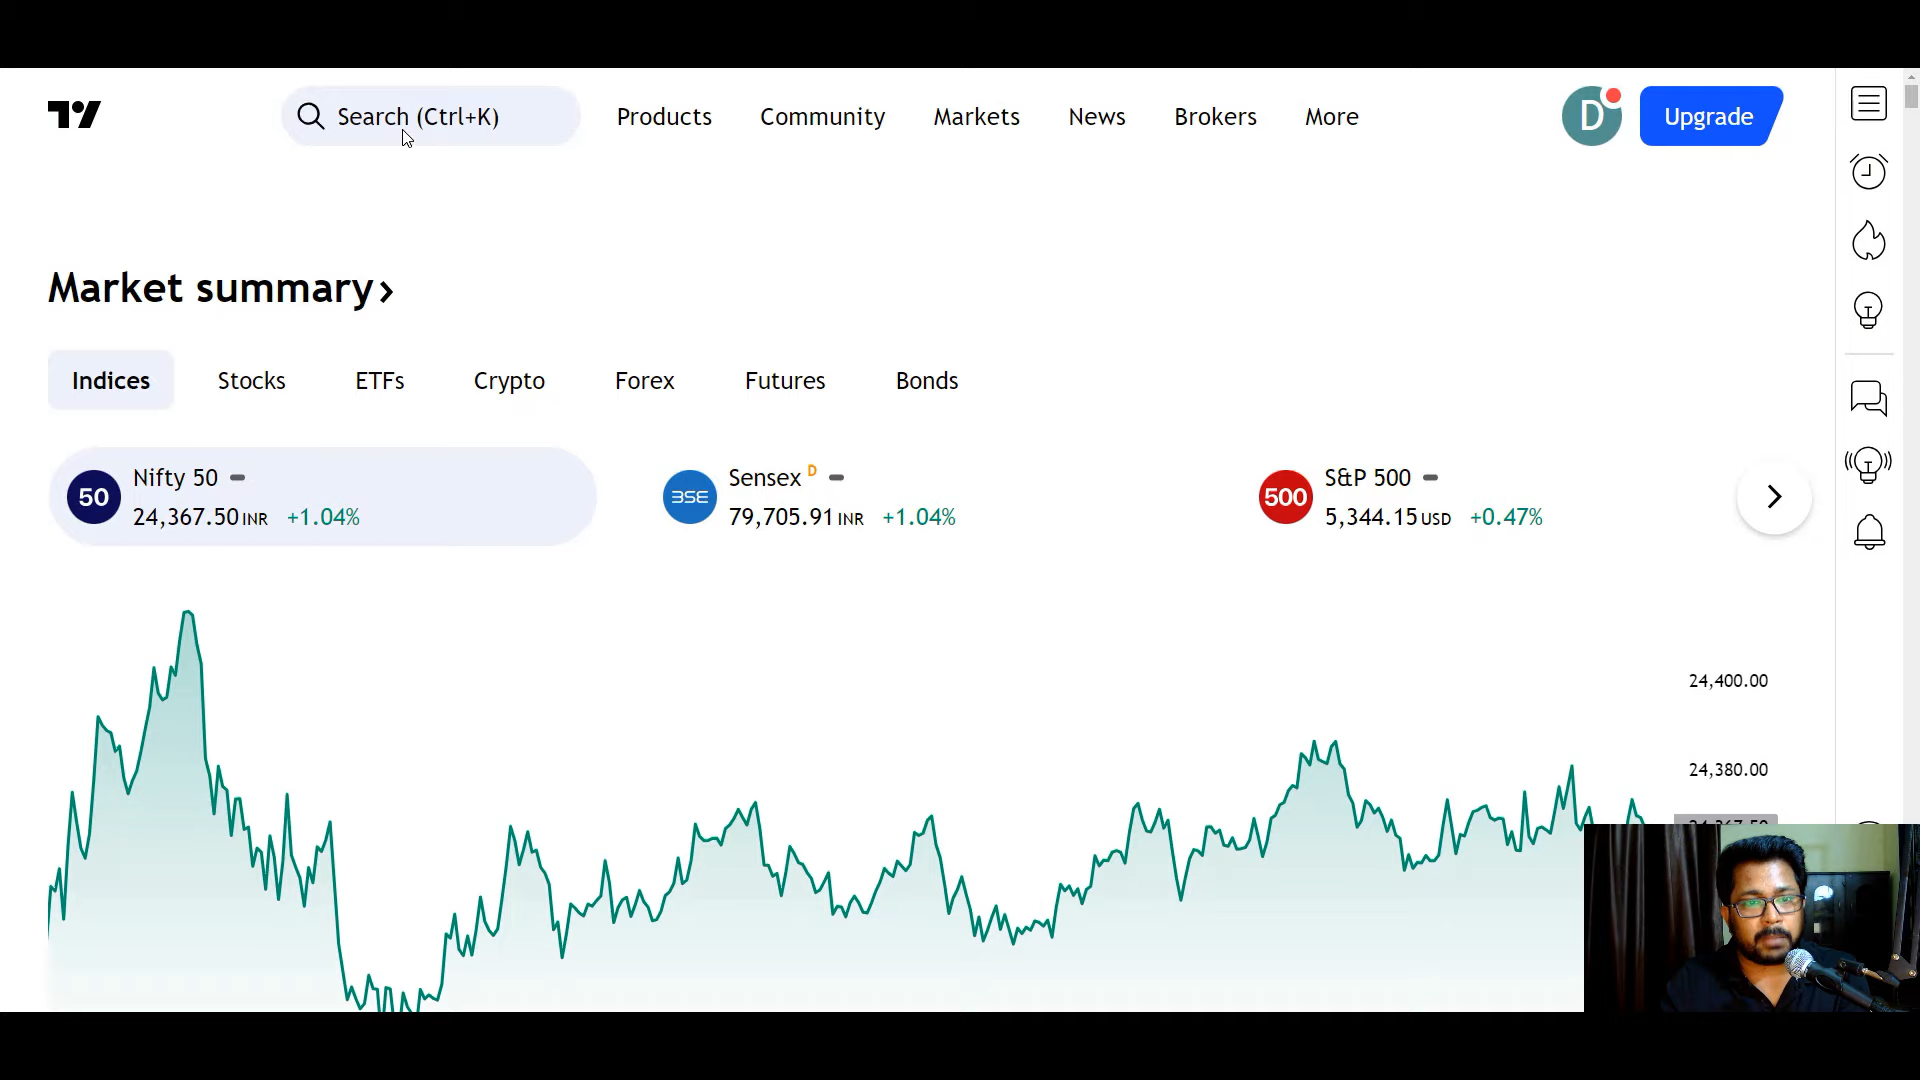 TV
Search (Ctrl+K)
Products
Community
Markets
News
Brokers
More
D
Upgrade
Market summary
Indices
Stocks
ETFs
Crypto
Forex
Futures
Bonds
50
Nifty 50
24,367.50 INR +1.04%
BSE
Sensex D
79,705.91 INR +1.04%
500
S&P 500
5,344.15 USD +0.47%
24,400.00
24,380.00